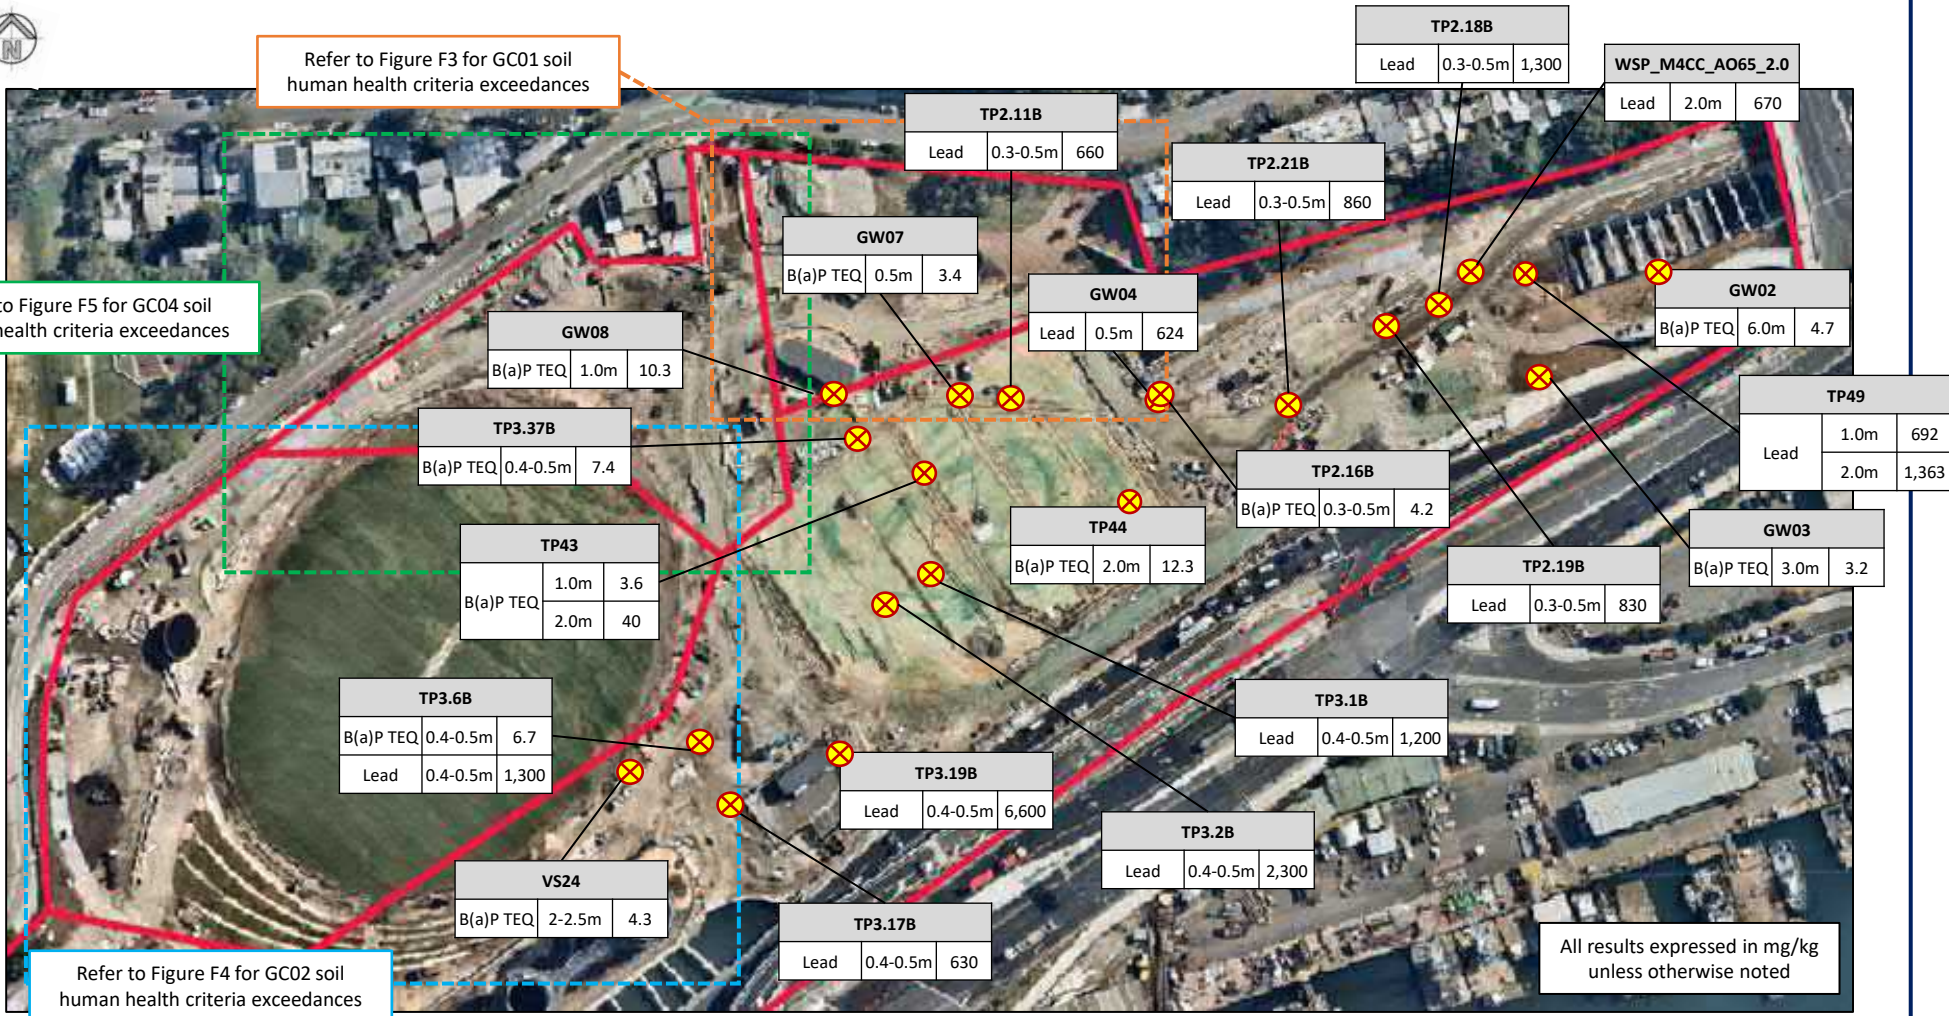 N
Refer to Figure F3 for GC01 soil
human health criteria exceedances
TP2.18B
Lead 0.3-0.5m 1,300
WSP_M4CC_AO65_2.0
Lead 2.0m 670
TP2.11B
Lead 0.3-0.5m 660
TP2.21B
Lead 0.3-0.5m 860
GW07
B(a)P TEQ 0.5m 3.4
GW04
Lead 0.5m 624
GW02
B(a)P TEQ 6.0m 4.7
to Figure F5 for GC04 soil
health criteria exceedances
GW08
B(a)P TEQ 1.0m 10.3
TP49
Lead
1.0m 692
2.0m 1,363
TP3.37B
B(a)P TEQ 0.4-0.5m 7.4
TP2.16B
B(a)P TEQ 0.3-0.5m 4.2
TP44
B(a)P TEQ 2.0m 12.3
GW03
B(a)P TEQ 3.0m 3.2
TP43
B(a)P TEQ
1.0m 3.6
2.0m 40
TP2.19B
Lead 0.3-0.5m 830
TP3.6B
B(a)P TEQ 0.4-0.5m 6.7
Lead 0.4-0.5m 1,300
TP3.1B
Lead 0.4-0.5m 1,200
TP3.19B
Lead 0.4-0.5m 6,600
TP3.2B
Lead 0.4-0.5m 2,300
VS24
B(a)P TEQ 2-2.5m 4.3
TP3.17B
Lead 0.4-0.5m 630
Refer to Figure F4 for GC02 soil
human health criteria exceedances
All results expressed in mg/kg
unless otherwise noted